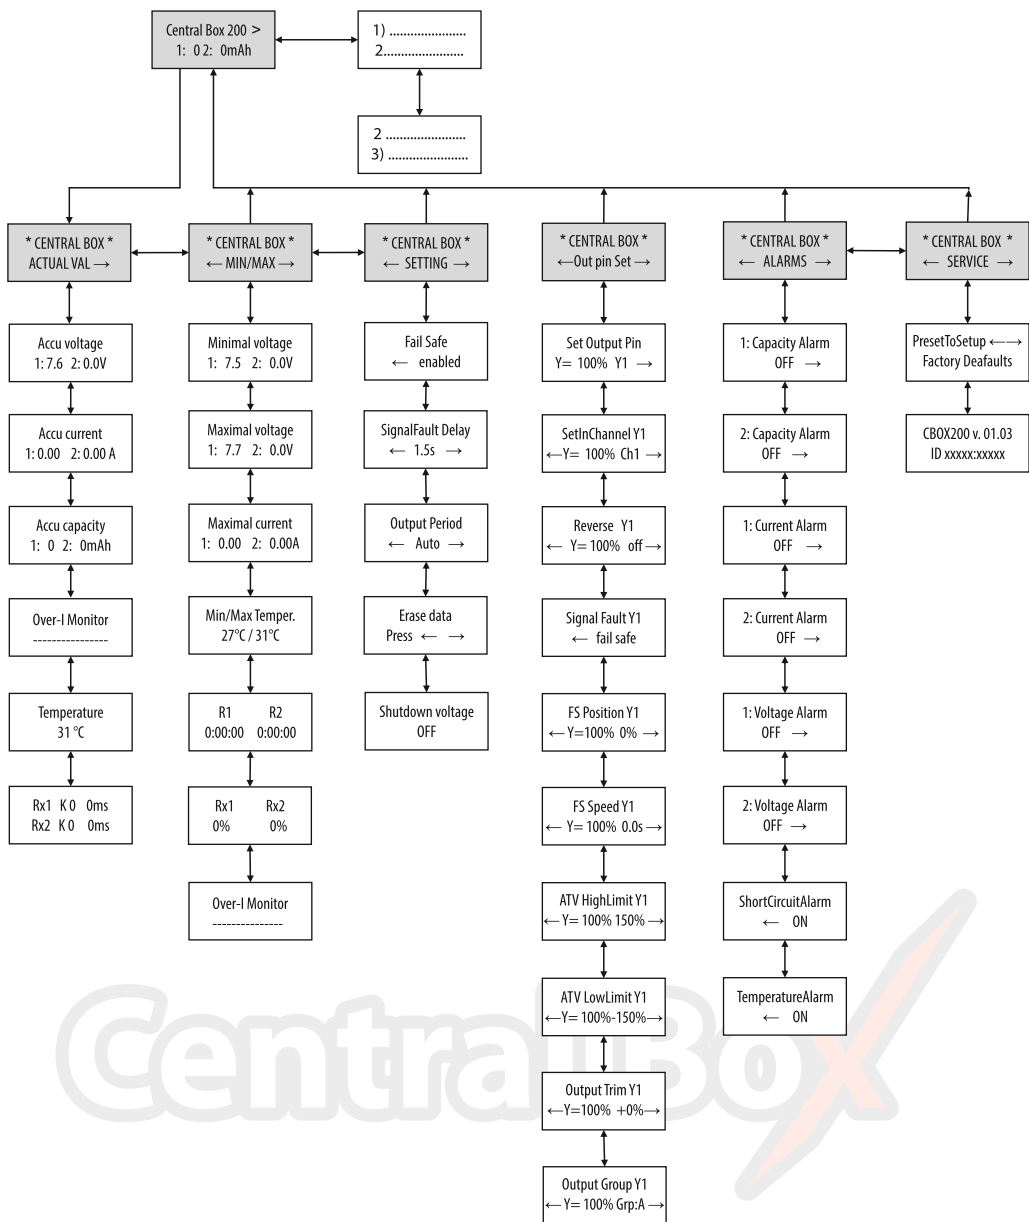 Central Box 200 >
1: 0 2: 0mAh
1) ......................
2.......................
2 .......................
3) .......................
* CENTRAL BOX *
ACTUAL VAL →
* CENTRAL BOX *
← MIN/MAX →
* CENTRAL BOX *
← SETTING →
* CENTRAL BOX *
←Out pin Set →
* CENTRAL BOX *
← ALARMS →
* CENTRAL BOX *
← SERVICE →
Accu voltage
1: 7.6 2: 0.0V
Accu current
1: 0.00 2: 0.00 A
Accu capacity
1: 0 2: 0mAh
Over-I Monitor
----------------
Temperature
31 °C
Rx1 K 0 0ms
Rx2 K 0 0ms
Minimal voltage
1: 7.5 2: 0.0V
Maximal voltage
1: 7.7 2: 0.0V
Maximal current
1: 0.00 2: 0.00A
Min/Max Temper.
27°C / 31°C
R1 R2
0:00:00 0:00:00
Rx1 Rx2
0% 0%
Over-I Monitor
---------------
Fail Safe
← enabled
SignalFault Delay
← 1.5s →
Output Period
← Auto →
Erase data
Press ← →
Shutdown voltage
OFF
Set Output Pin
Y= 100% Y1 →
SetInChannel Y1
←Y= 100% Ch1 →
Reverse Y1
← Y= 100% off →
Signal Fault Y1
← fail safe
FS Position Y1
← Y=100% 0% →
FS Speed Y1
← Y= 100% 0.0s →
ATV HighLimit Y1
← Y= 100% 150% →
ATV LowLimit Y1
←Y= 100%-150%→
Output Trim Y1
←Y=100% +0%→
Output Group Y1
← Y= 100% Grp:A →
1: Capacity Alarm
OFF →
2: Capacity Alarm
OFF →
1: Current Alarm
OFF →
2: Current Alarm
OFF →
1: Voltage Alarm
OFF →
2: Voltage Alarm
OFF →
ShortCircuitAlarm
← ON
TemperatureAlarm
← ON
PresetToSetup ←→
Factory Deafaults
CBOX200 v. 01.03
ID xxxxx:xxxxx
Central BoX